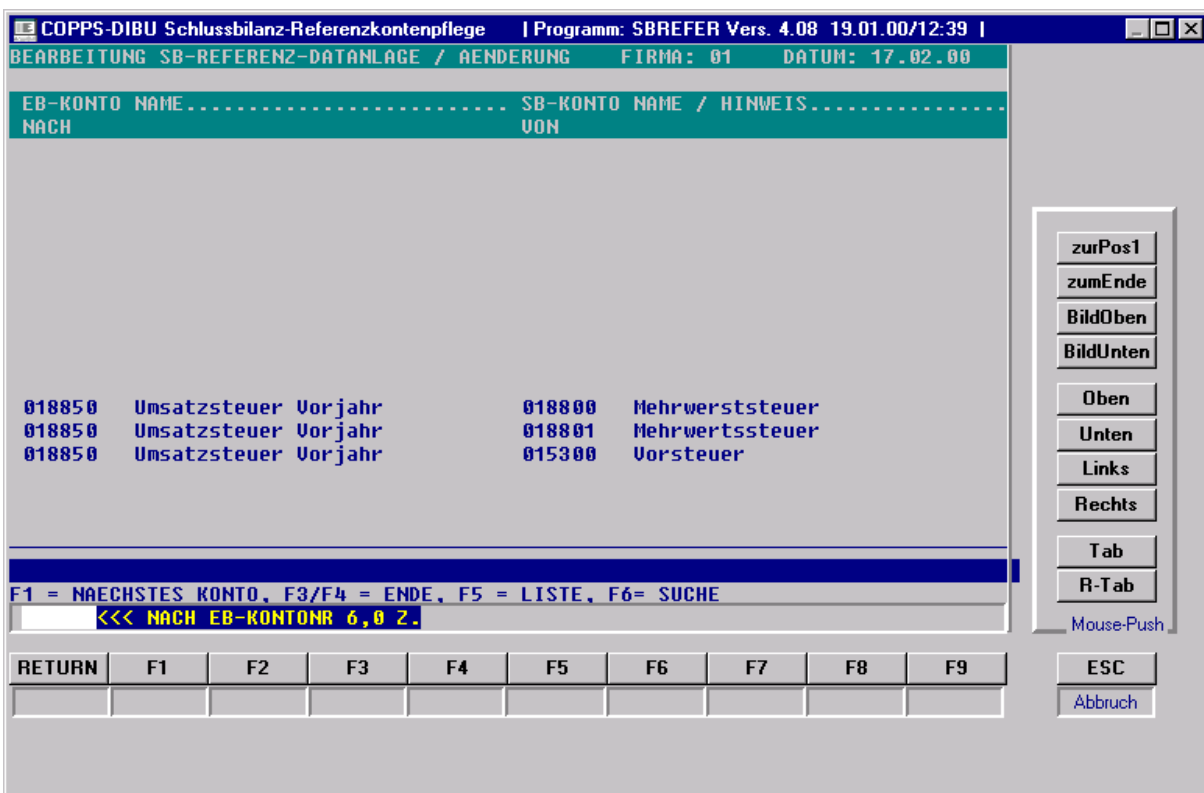 COPPS-DIBU Schlussbilanz-Referenzkontenpflege | Programm: SBREFER Vers. 4.08 19.01.00/12:39 |
BEARBEITUNG SB-REFERENZ-DATANLAGE / AENDERUNG FIRMA: 01 DATUM: 17.02.00
EB-KONTO NAME.......................... SB-KONTO NAME / HINWEIS................
NACH VON
018850 Umsatzsteuer Vorjahr 018800 Mehrwerststeuer
018850 Umsatzsteuer Vorjahr 018801 Mehrwertssteuer
018850 Umsatzsteuer Vorjahr 015300 Vorsteuer
F1 = NAECHSTES KONTO, F3/F4 = ENDE, F5 = LISTE, F6= SUCHE
<<< NACH EB-KONTONR 6,0 Z.
RETURN F1 F2 F3 F4 F5 F6 F7 F8 F9
zurPos1
zumEnde
BildOben
BildUnten
Oben
Unten
Links
Rechts
Tab
R-Tab
Mouse-Push
ESC
Abbruch